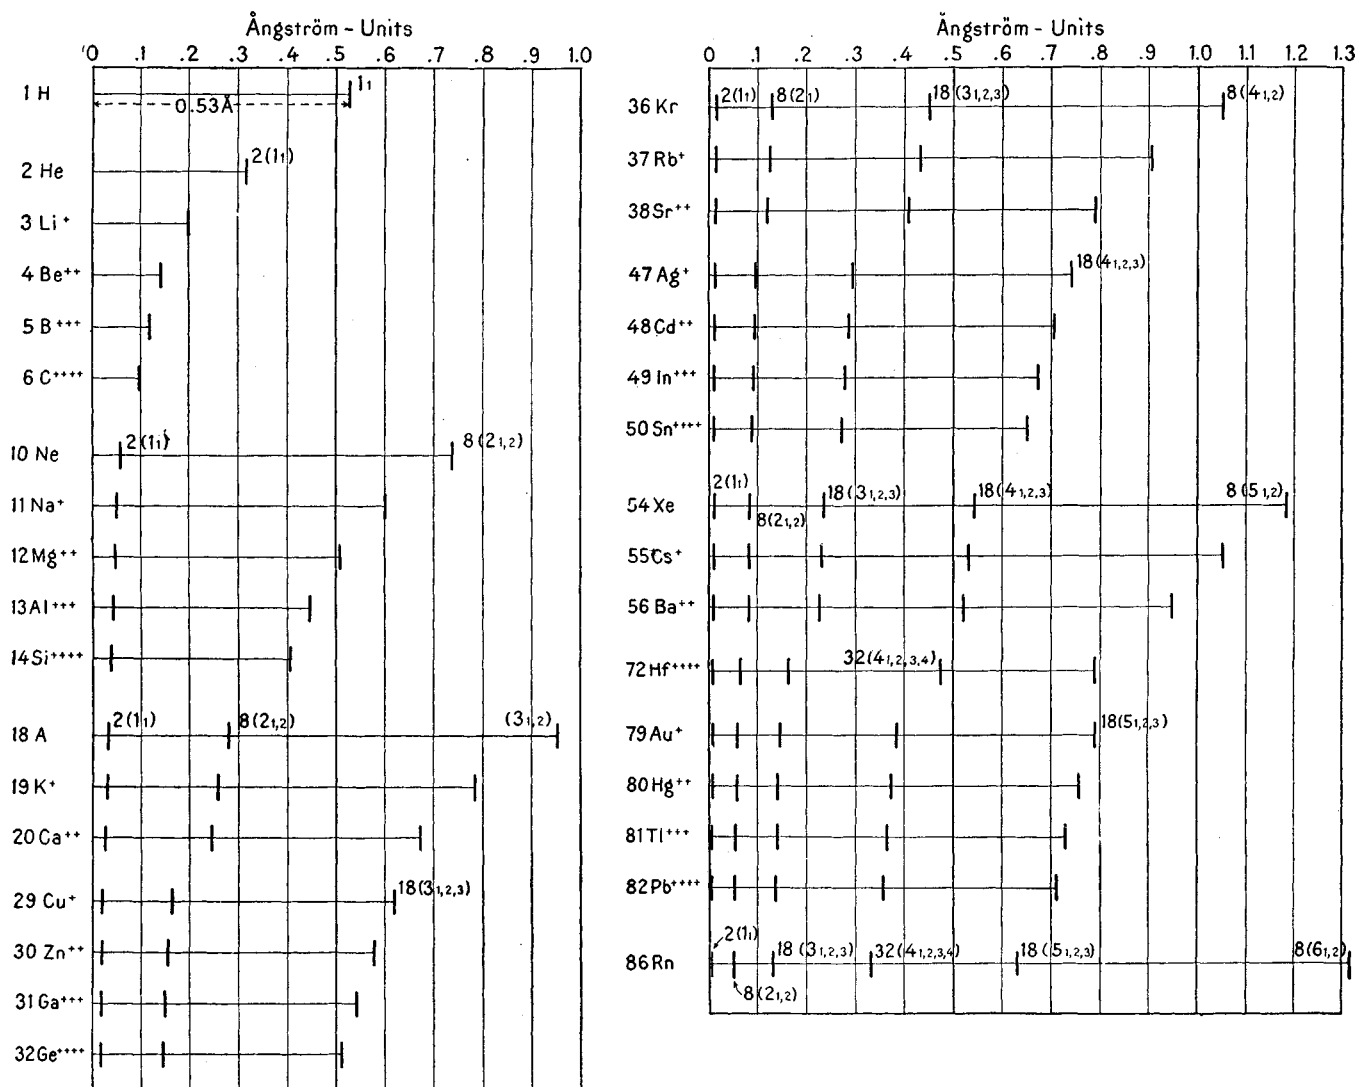 Ångström - Units
0 .1 .2 .3 .4 .5 .6 .7 .8 .9 1.0
1 H 1₁
0.53Å
2 He 2(1₁)
3 Li⁺
4 Be⁺⁺
5 B⁺⁺⁺
6 C⁺⁺⁺⁺
10 Ne 2(1₁) 8(2₁,₂)
11 Na⁺
12 Mg⁺⁺
13 Al⁺⁺⁺
14 Si⁺⁺⁺⁺
18 A 2(1₁) 8(2₁,₂) (3₁,₂)
19 K⁺
20 Ca⁺⁺
29 Cu⁺ 18(3₁,₂,₃)
30 Zn⁺⁺
31 Ga⁺⁺⁺
32 Ge⁺⁺⁺⁺
Ångström - Units
0 .1 .2 .3 .4 .5 .6 .7 .8 .9 1.0 1.1 1.2 1.3
36 Kr 2(1₁) 8(2₁) 18(3₁,₂,₃) 8(4₁,₂)
37 Rb⁺
38 Sr⁺⁺
47 Ag⁺ 18(4₁,₂,₃)
48 Cd⁺⁺
49 In⁺⁺⁺
50 Sn⁺⁺⁺⁺
54 Xe 2(1₁) 18(3₁,₂,₃) 18(4₁,₂,₃) 8(5₁,₂)
8(2₁,₂)
55 Cs⁺
56 Ba⁺⁺
72 Hf⁺⁺⁺⁺ 32(4₁,₂,₃,₄)
79 Au⁺ 18(5₁,₂,₃)
80 Hg⁺⁺
81 Tl⁺⁺⁺
82 Pb⁺⁺⁺⁺
86 Rn 2(1₁) 18(3₁,₂,₃) 32(4₁,₂,₃,₄) 18(5₁,₂,₃) 8(6₁,₂)
8(2₁,₂)